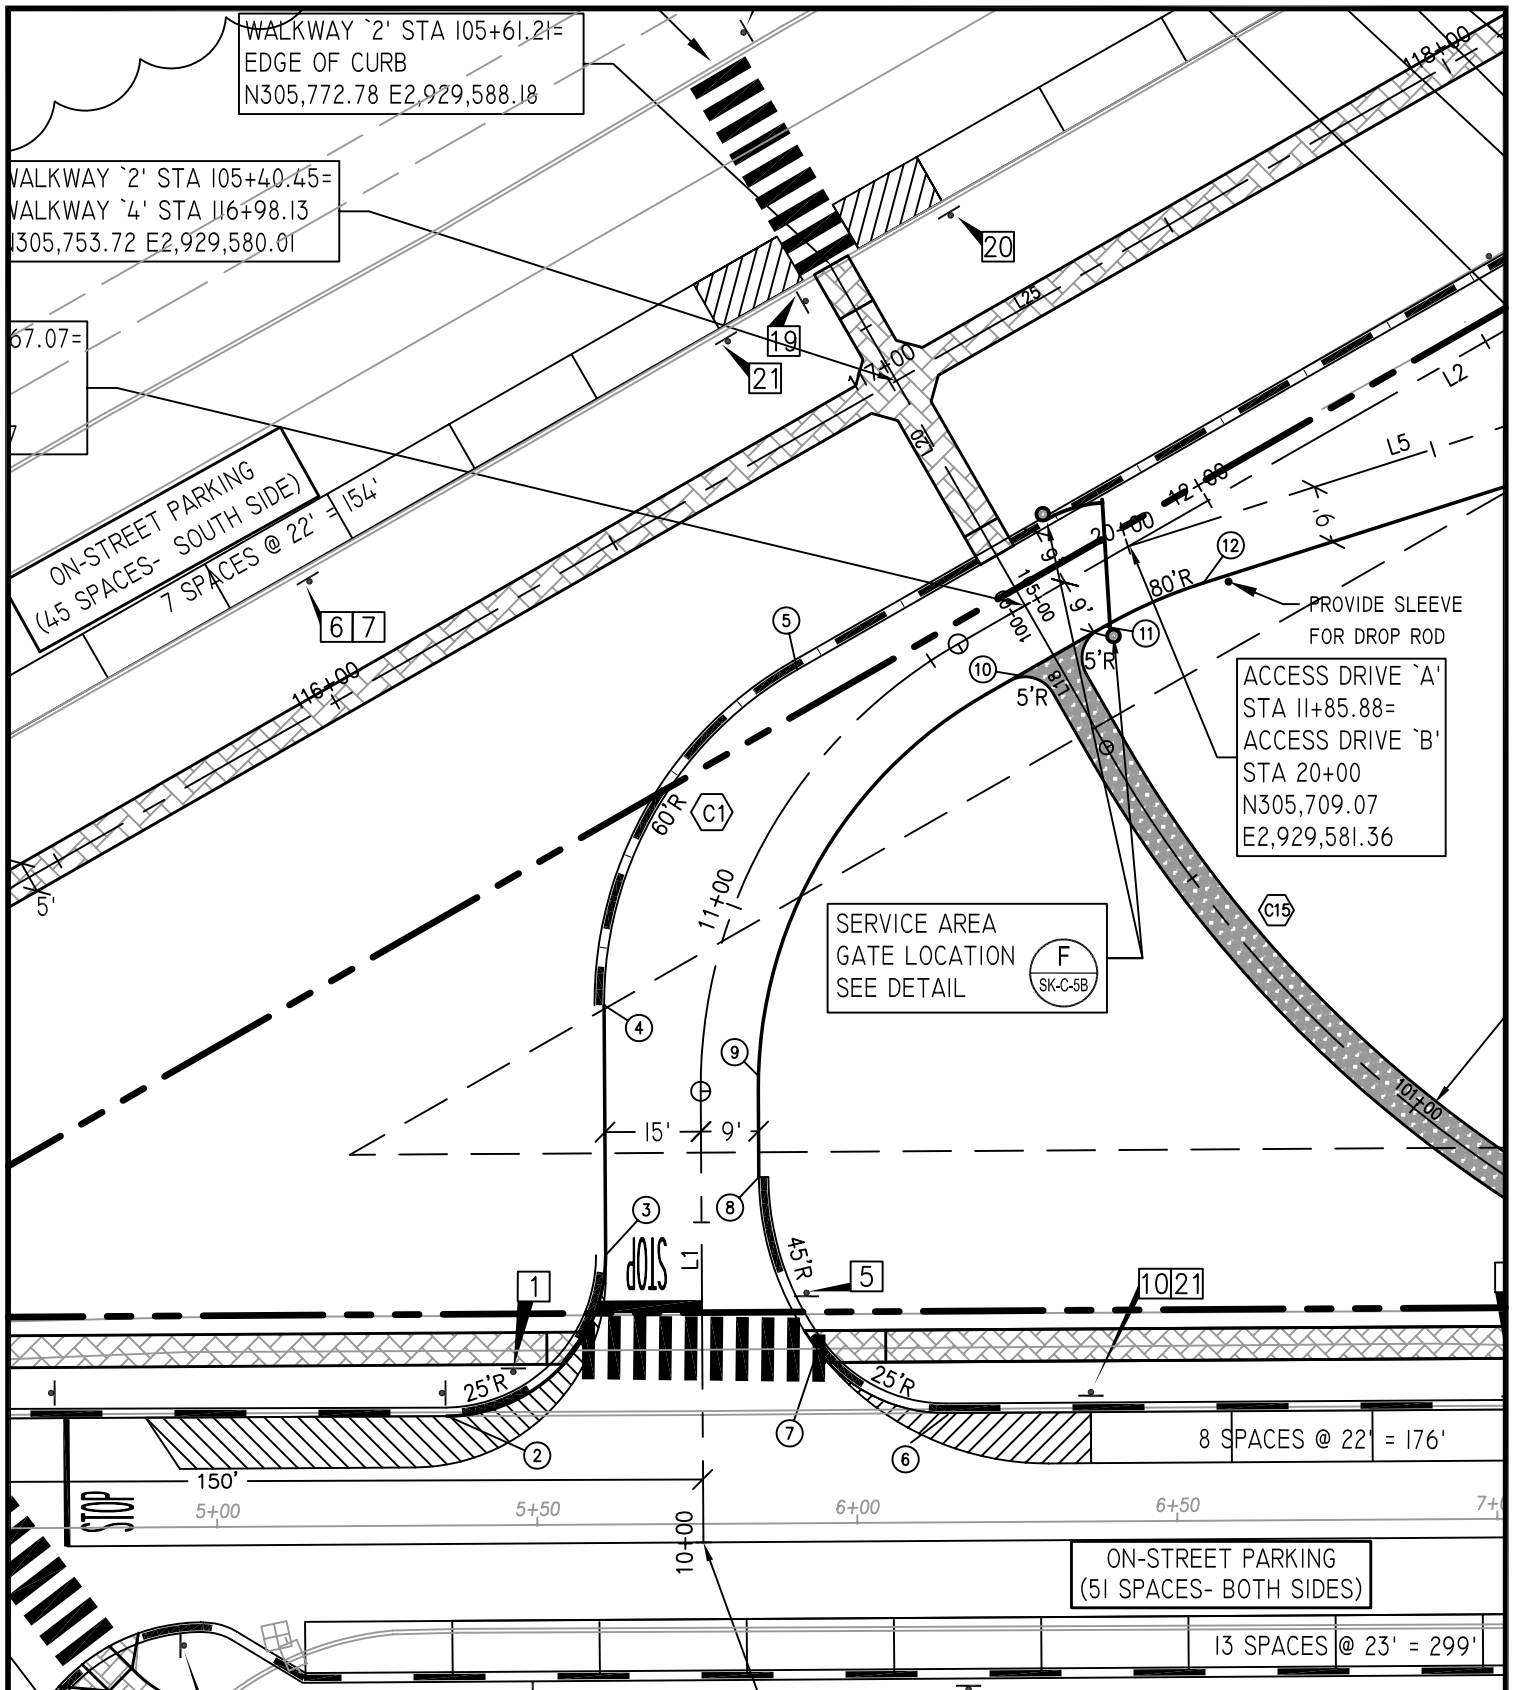 WALKWAY `2' STA 105+61.21=
EDGE OF CURB
N305,772.78 E2,929,588.18
118+00
WALKWAY `2' STA 105+40.45=
WALKWAY `4' STA 116+98.13
N305,753.72 E2,929,580.01
20
L25
67.07=
19
21
117+00
7
L20
L2
L5
ON-STREET PARKING
(45 SPACES- SOUTH SIDE)
7 SPACES @ 22' = 154'
12+00
20+00
9'
12
6 7
5
105+00
100+
80'R
9'
PROVIDE SLEEVE
FOR DROP ROD
11
10
5'R
5'R
L18
116+00
ACCESS DRIVE `A'
STA 11+85.88=
ACCESS DRIVE `B'
STA 20+00
N305,709.07
E2,929,581.36
60'R
C1
5'
11+00
C15
SERVICE AREA
GATE LOCATION
SEE DETAIL
F
SK-C-5B
4
9
101+00
15'
9'
3
8
STOP
L1
45'R
1
5
10 21
25'R
25'R
2
7
6
8 SPACES @ 22' = 176'
150'
STOP
5+00
5+50
6+00
6+50
10+00
ON-STREET PARKING
(51 SPACES- BOTH SIDES)
13 SPACES @ 23' = 299'